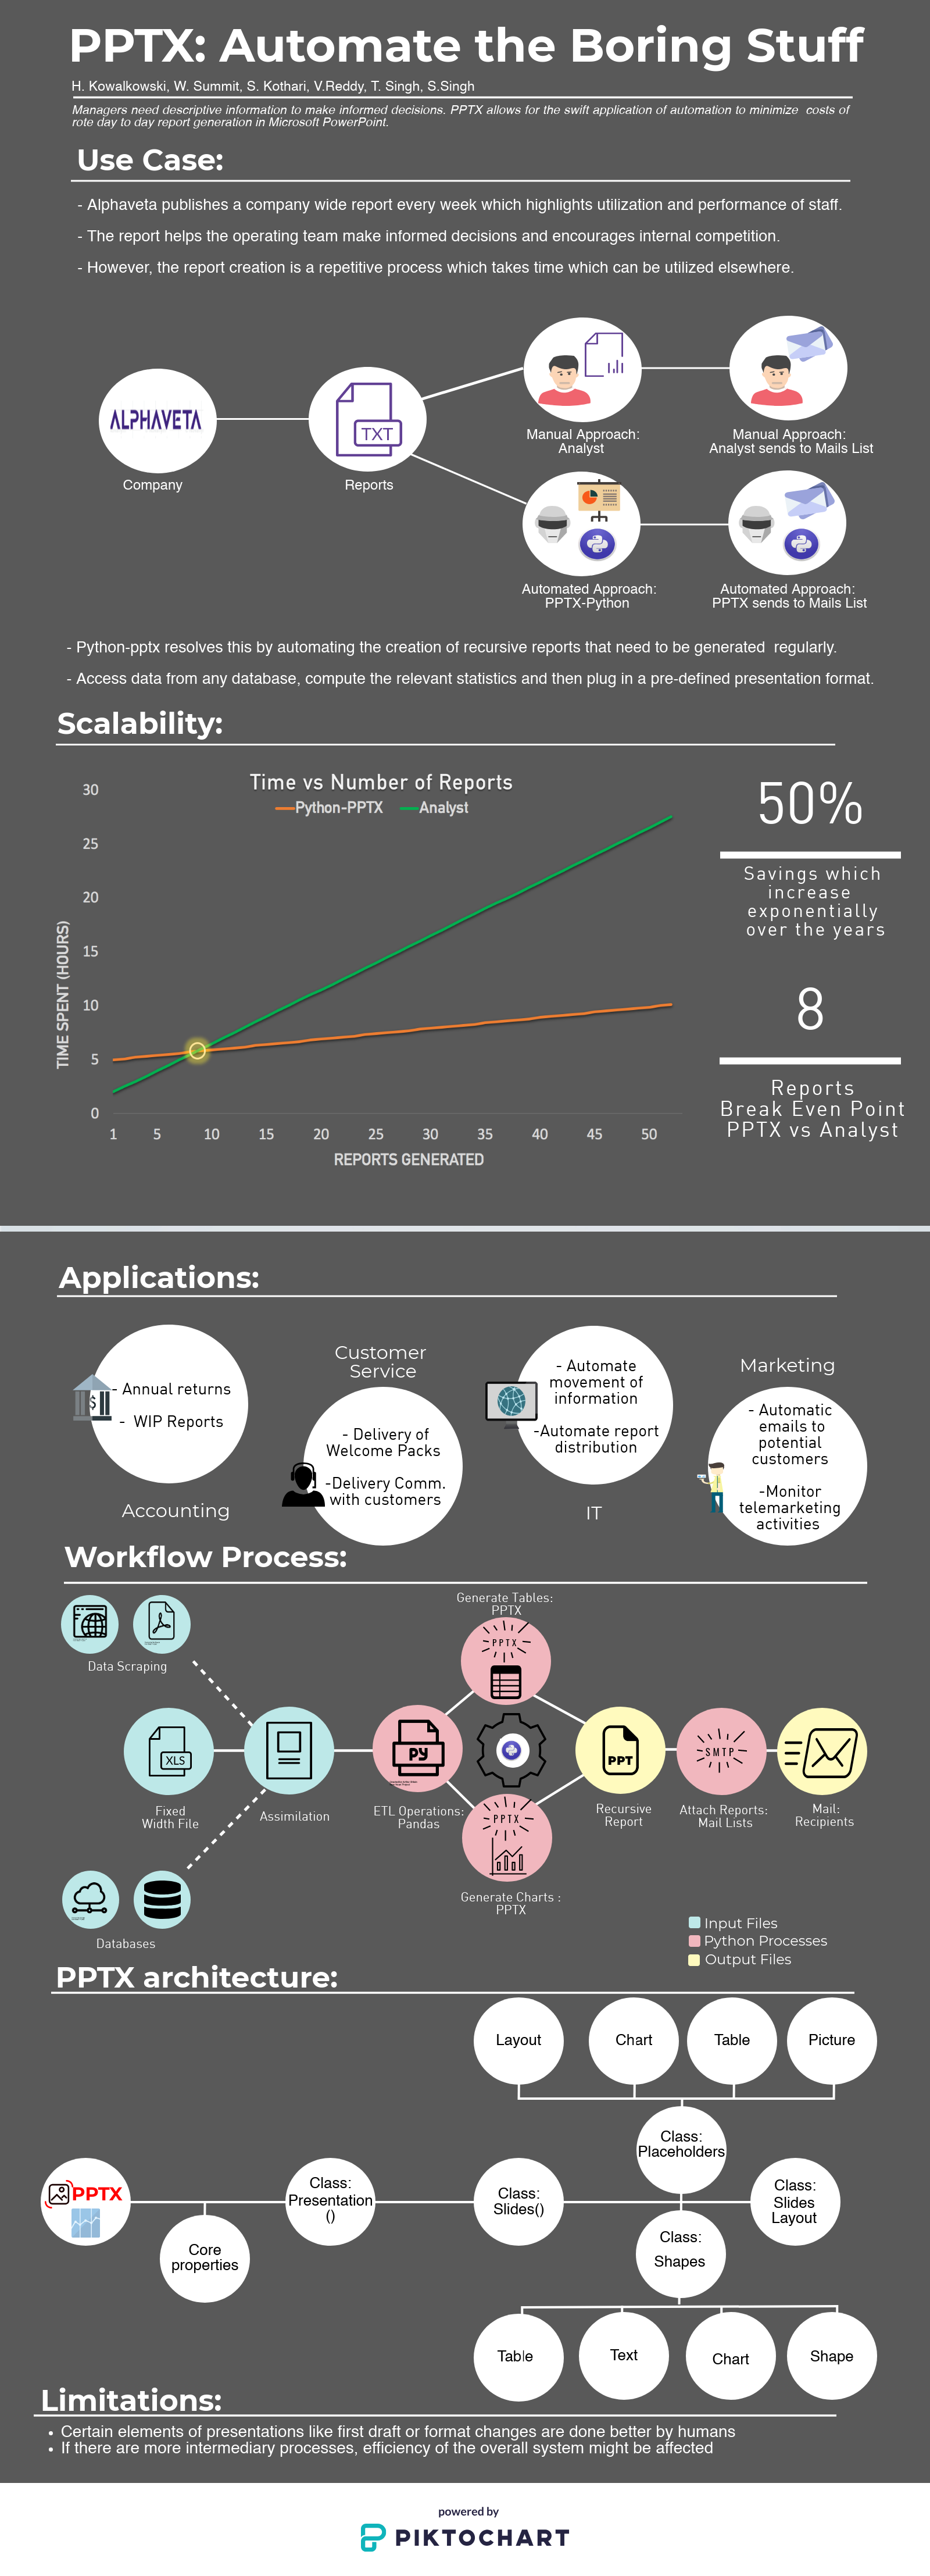 PPTX: Automate the Boring Stuff
H. Kowalkowski, W. Summit, S. Kothari, V.Reddy, T. Singh, S.Singh
Managers need descriptive information to make informed decisions. PPTX allows for the swift application of automation to minimize costs of
rote day to day report generation in Microsoft PowerPoint.
Use Case:
- Alphaveta publishes a company wide report every week which highlights utilization and performance of staff.
- The report helps the operating team make informed decisions and encourages internal competition.
- However, the report creation is a repetitive process which takes time which can be utilized elsewhere.
ALPHAVETA
Company
TXT
Reports
Manual Approach:
Analyst
Manual Approach:
Analyst sends to Mails List
Automated Approach:
PPTX-Python
Automated Approach:
PPTX sends to Mails List
- Python-pptx resolves this by automating the creation of recursive reports that need to be generated regularly.
- Access data from any database, compute the relevant statistics and then plug in a pre-defined presentation format.
Scalability:
Time vs Number of Reports
Python-PPTX Analyst
TIME SPENT (HOURS)
30
25
20
15
10
5
0
1 5 10 15 20 25 30 35 40 45 50
REPORTS GENERATED
50%
Savings which
increase
exponentially
over the years
8
Reports
Break Even Point
PPTX vs Analyst
Applications:
$
- Annual returns
- WIP Reports
Accounting
Customer
Service
- Delivery of
Welcome Packs
-Delivery Comm.
with customers
- Automate
movement of
information
-Automate report
distribution
IT
Marketing
- Automatic
emails to
potential
customers
-Monitor
telemarketing
activities
Workflow Process:
Data Scraping
XLS
Fixed
Width File
Databases
Assimilation
PY
ETL Operations:
Pandas
Generate Tables:
PPTX
PPTX
PPTX
Generate Charts :
PPTX
PPT
Recursive
Report
SMTP
Attach Reports:
Mail Lists
Mail:
Recipients
Input Files
Python Processes
Output Files
PPTX architecture:
Layout
Chart
Table
Picture
Class:
Placeholders
PPTX
Core
properties
Class:
Presentation
()
Class:
Slides()
Class:
Slides
Layout
Class:
Shapes
Table
Text
Chart
Shape
Limitations:
• Certain elements of presentations like first draft or format changes are done better by humans
• If there are more intermediary processes, efficiency of the overall system might be affected
powered by
PIKTOCHART